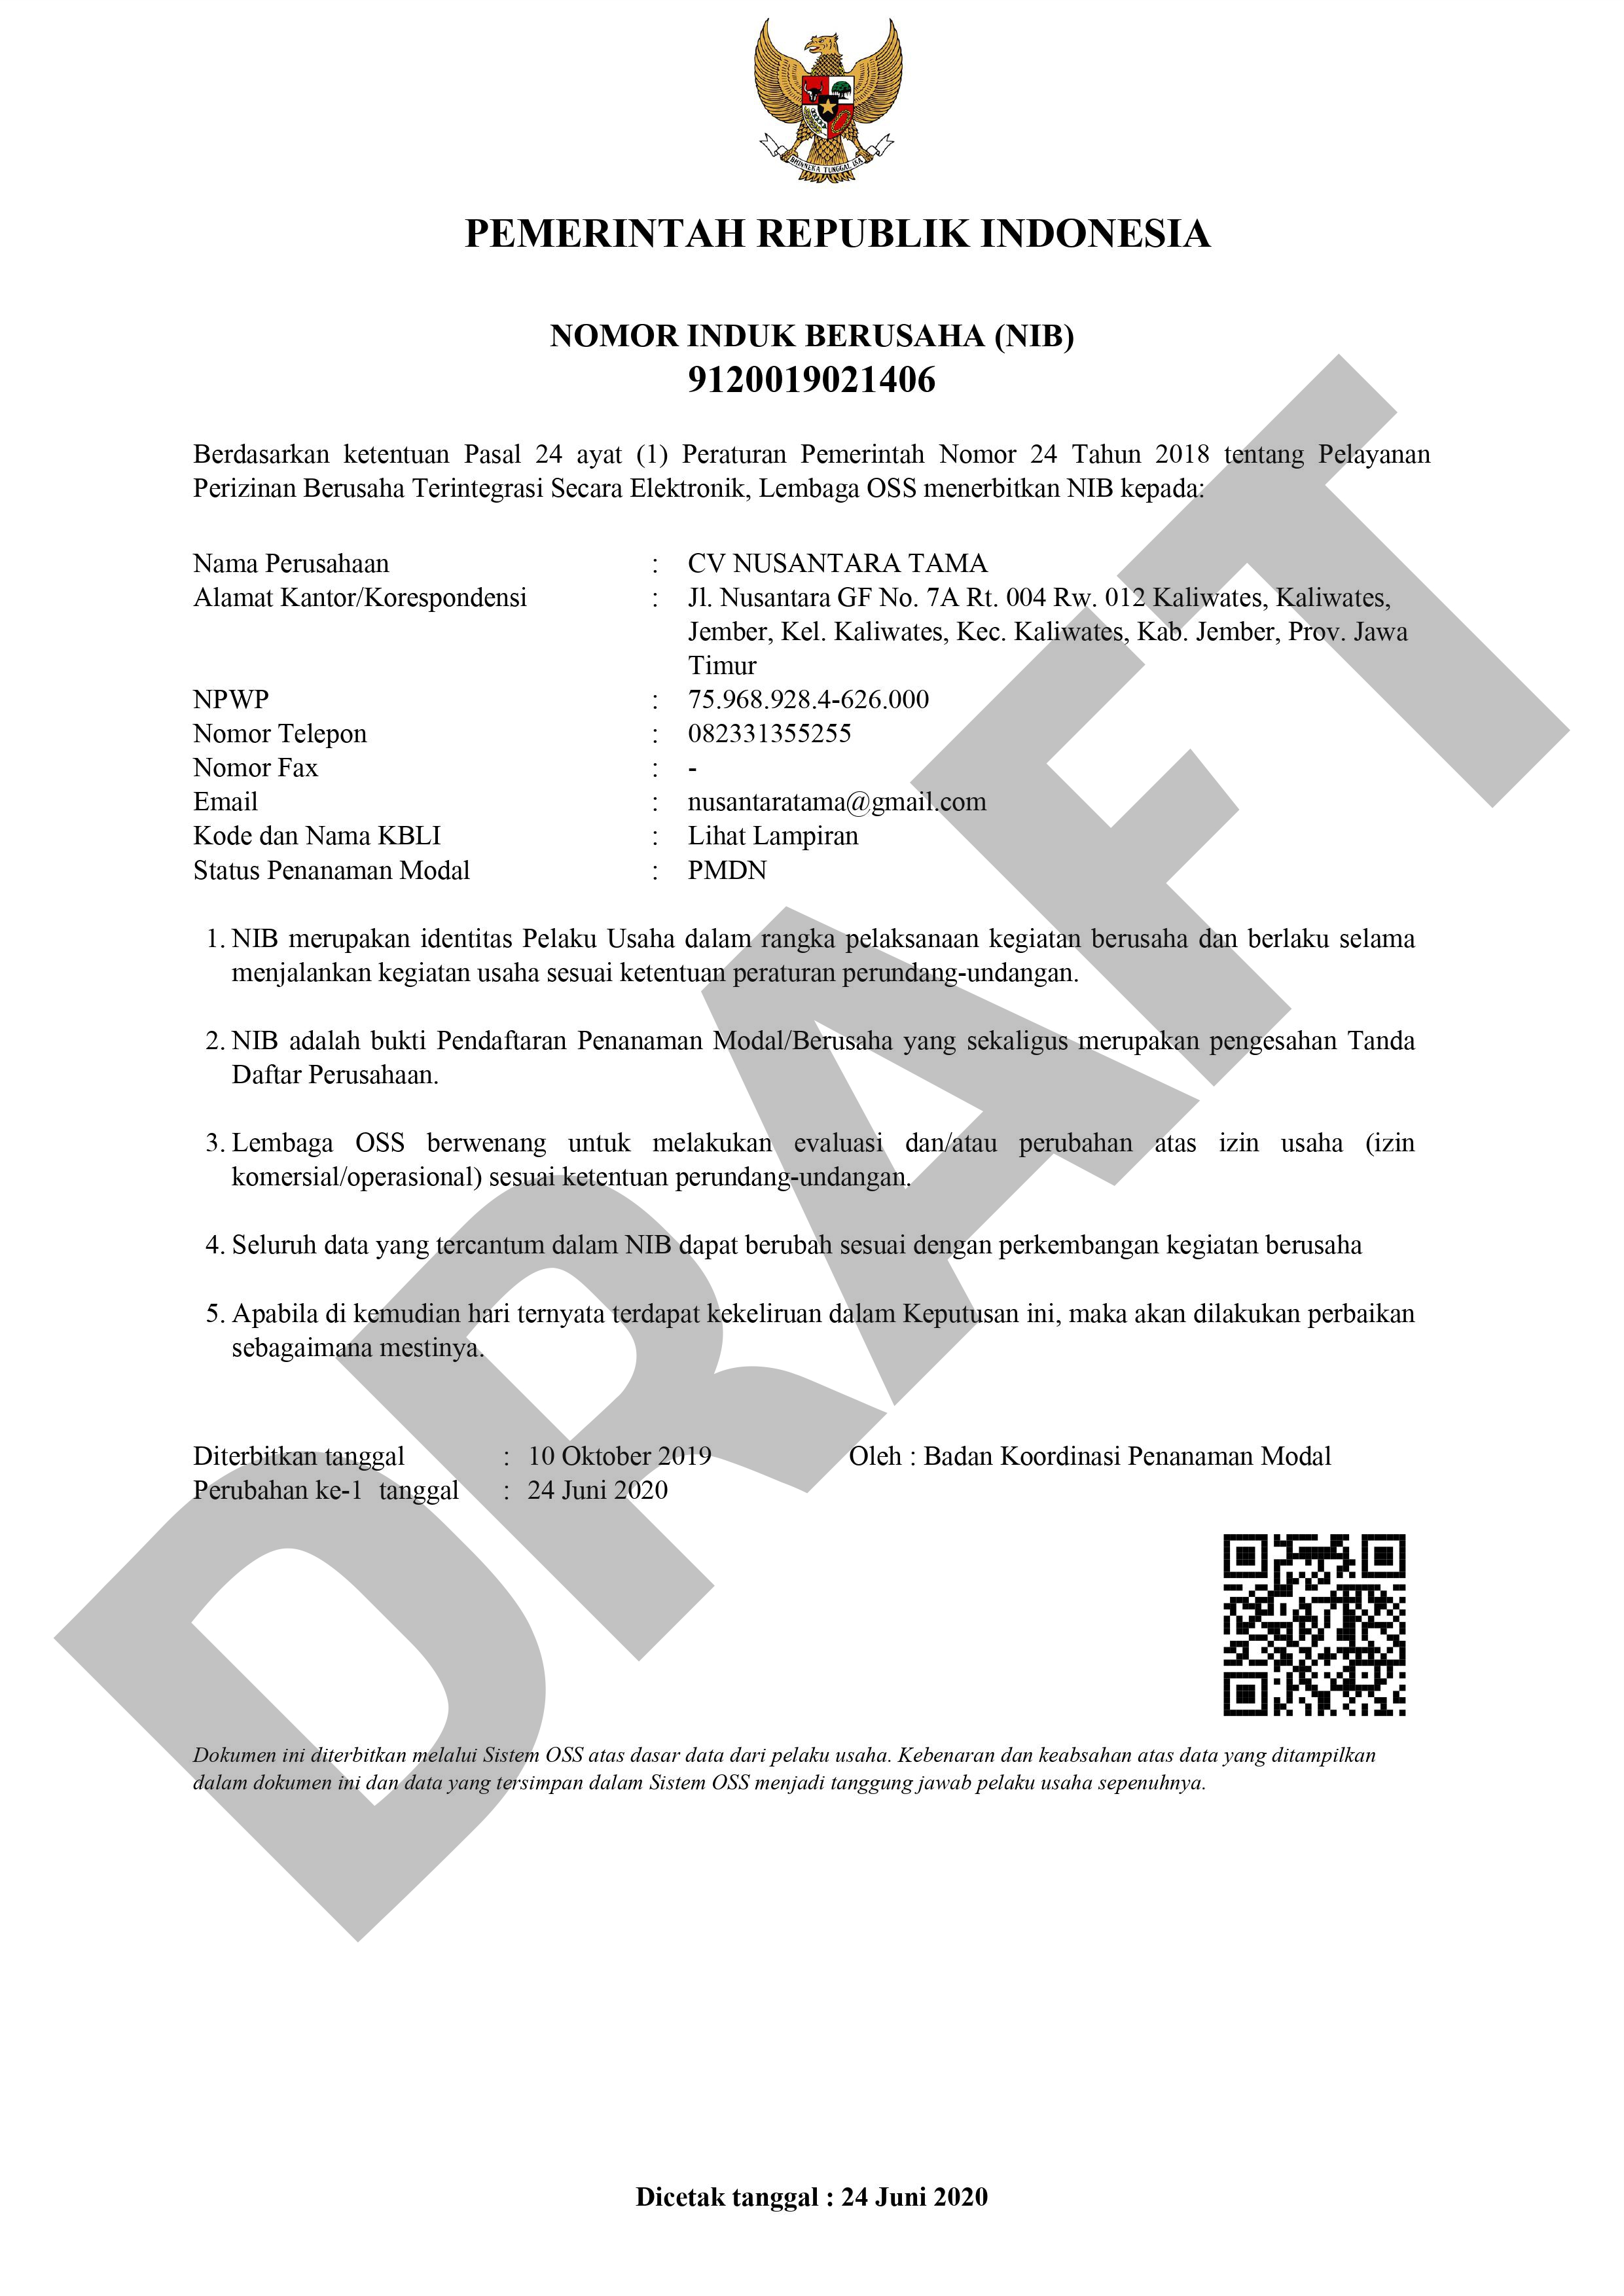 BHINNEKA TUNGGAL IKA
PEMERINTAH REPUBLIK INDONESIA
NOMOR INDUK BERUSAHA (NIB)
9120019021406
Berdasarkan ketentuan Pasal 24 ayat (1) Peraturan Pemerintah Nomor 24 Tahun 2018 tentang Pelayanan
Perizinan Berusaha Terintegrasi Secara Elektronik, Lembaga OSS menerbitkan NIB kepada:
Nama Perusahaan : CV NUSANTARA TAMA
Alamat Kantor/Korespondensi : Jl. Nusantara GF No. 7A Rt. 004 Rw. 012 Kaliwates, Kaliwates,
Jember, Kel. Kaliwates, Kec. Kaliwates, Kab. Jember, Prov. Jawa
Timur
NPWP : 75.968.928.4-626.000
Nomor Telepon : 082331355255
Nomor Fax : -
Email : nusantaratama@gmail.com
Kode dan Nama KBLI : Lihat Lampiran
Status Penanaman Modal : PMDN
1. NIB merupakan identitas Pelaku Usaha dalam rangka pelaksanaan kegiatan berusaha dan berlaku selama
menjalankan kegiatan usaha sesuai ketentuan peraturan perundang-undangan.
2. NIB adalah bukti Pendaftaran Penanaman Modal/Berusaha yang sekaligus merupakan pengesahan Tanda
Daftar Perusahaan.
3. Lembaga OSS berwenang untuk melakukan evaluasi dan/atau perubahan atas izin usaha (izin
komersial/operasional) sesuai ketentuan perundang-undangan.
4. Seluruh data yang tercantum dalam NIB dapat berubah sesuai dengan perkembangan kegiatan berusaha
5. Apabila di kemudian hari ternyata terdapat kekeliruan dalam Keputusan ini, maka akan dilakukan perbaikan
sebagaimana mestinya.
Diterbitkan tanggal : 10 Oktober 2019 Oleh : Badan Koordinasi Penanaman Modal
Perubahan ke-1 tanggal : 24 Juni 2020
Dokumen ini diterbitkan melalui Sistem OSS atas dasar data dari pelaku usaha. Kebenaran dan keabsahan atas data yang ditampilkan
dalam dokumen ini dan data yang tersimpan dalam Sistem OSS menjadi tanggung jawab pelaku usaha sepenuhnya.
Dicetak tanggal : 24 Juni 2020
DRAFT